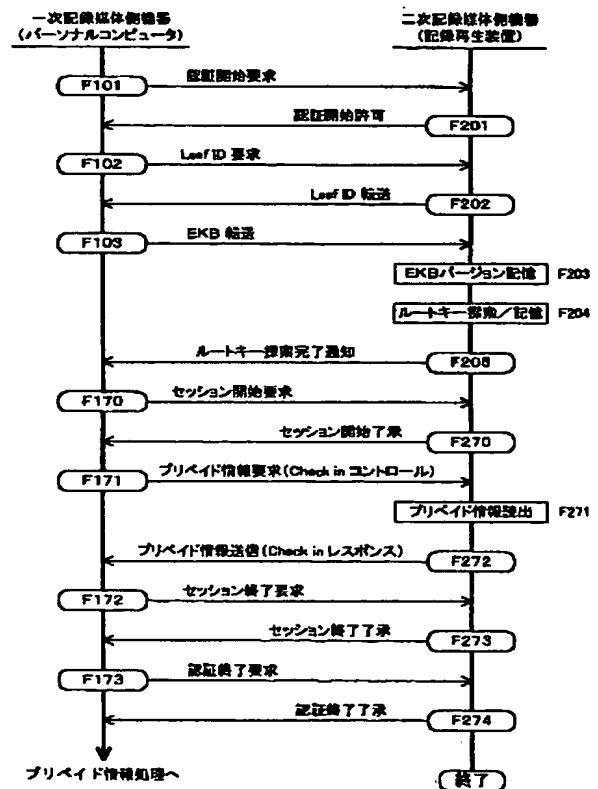 一次記録媒体側機器
(パーソナルコンピュータ)
二次記録媒体側機器
(記録再生装置)
F101
認証開始要求
認証開始許可
F201
F102
Leaf ID 要求
Leaf ID 転送
F202
F103
EKB 転送
EKBバージョン記憶
F203
ルートキー探索/記憶
F204
ルートキー探索完了通知
F205
F170
セッション開始要求
セッション開始了承
F270
F171
プリペイド情報要求(Check in コントロール)
プリペイド情報読出
F271
プリペイド情報送信(Check in レスポンス)
F272
F172
セッション終了要求
セッション終了了承
F273
F173
認証終了要求
認証終了了承
F274
プリペイド情報処理へ
終了